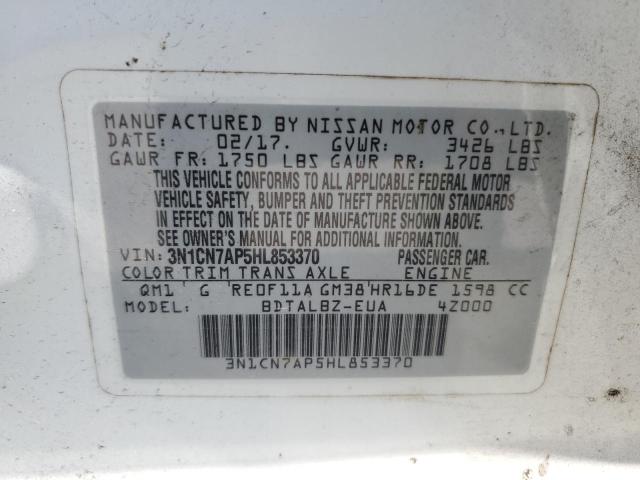 MANUFACTURED BY NISSAN MOTOR CO., LTD.
DATE: 02/17. GVWR: 3426 LBS
GAWR FR: 1750 LBS GAWR RR: 1708 LBS
THIS VEHICLE CONFORMS TO ALL APPLICABLE FEDERAL MOTOR
VEHICLE SAFETY, BUMPER AND THEFT PREVENTION STANDARDS
IN EFFECT ON THE DATE OF MANUFACTURE SHOWN ABOVE.
SEE OWNER'S MANUAL FOR ADDITIONAL INFORMATION.
VIN: 3N1CN7AP5HL853370 PASSENGER CAR.
COLOR TRIM TRANS AXLE ENGINE
QM1 G RE0F11A GM38 HR16DE 1598 CC
MODEL: BDTALBZ-EUA 4Z000
3N1CN7AP5HL853370